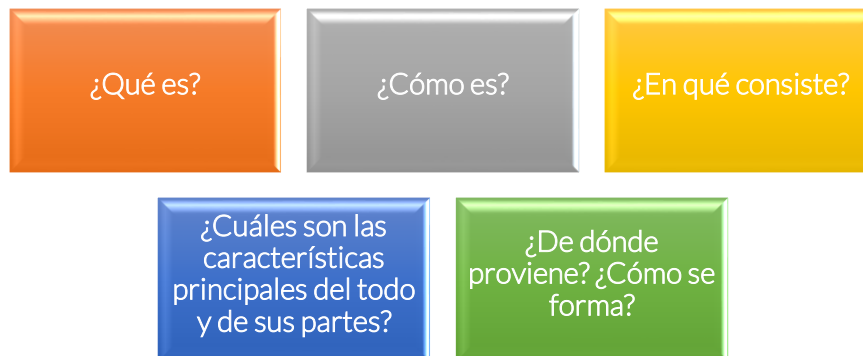 ¿Qué es?
¿Cómo es?
¿En qué consiste?
¿Cuáles son las
características
principales del todo
y de sus partes?
¿De dónde
proviene? ¿Cómo se
forma?